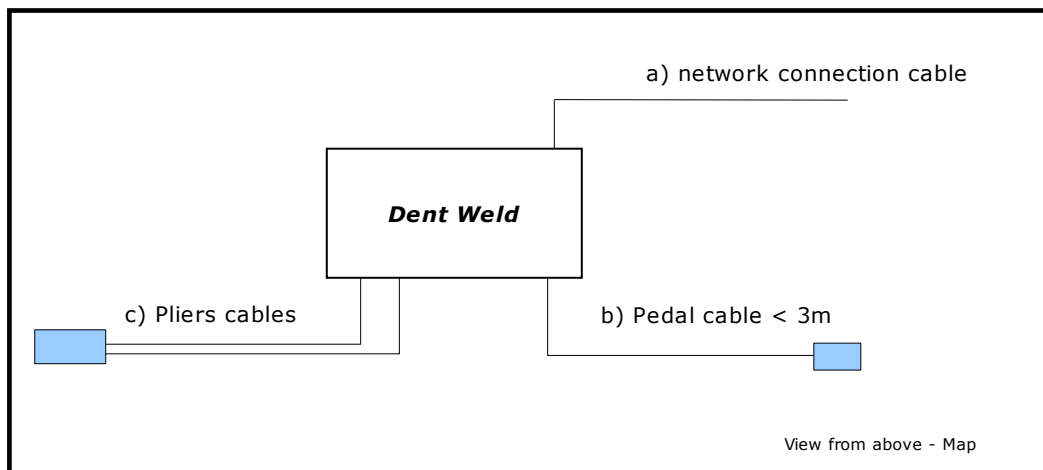 a) network connection cable
Dent Weld
c) Pliers cables
b) Pedal cable < 3m
View from above - Map